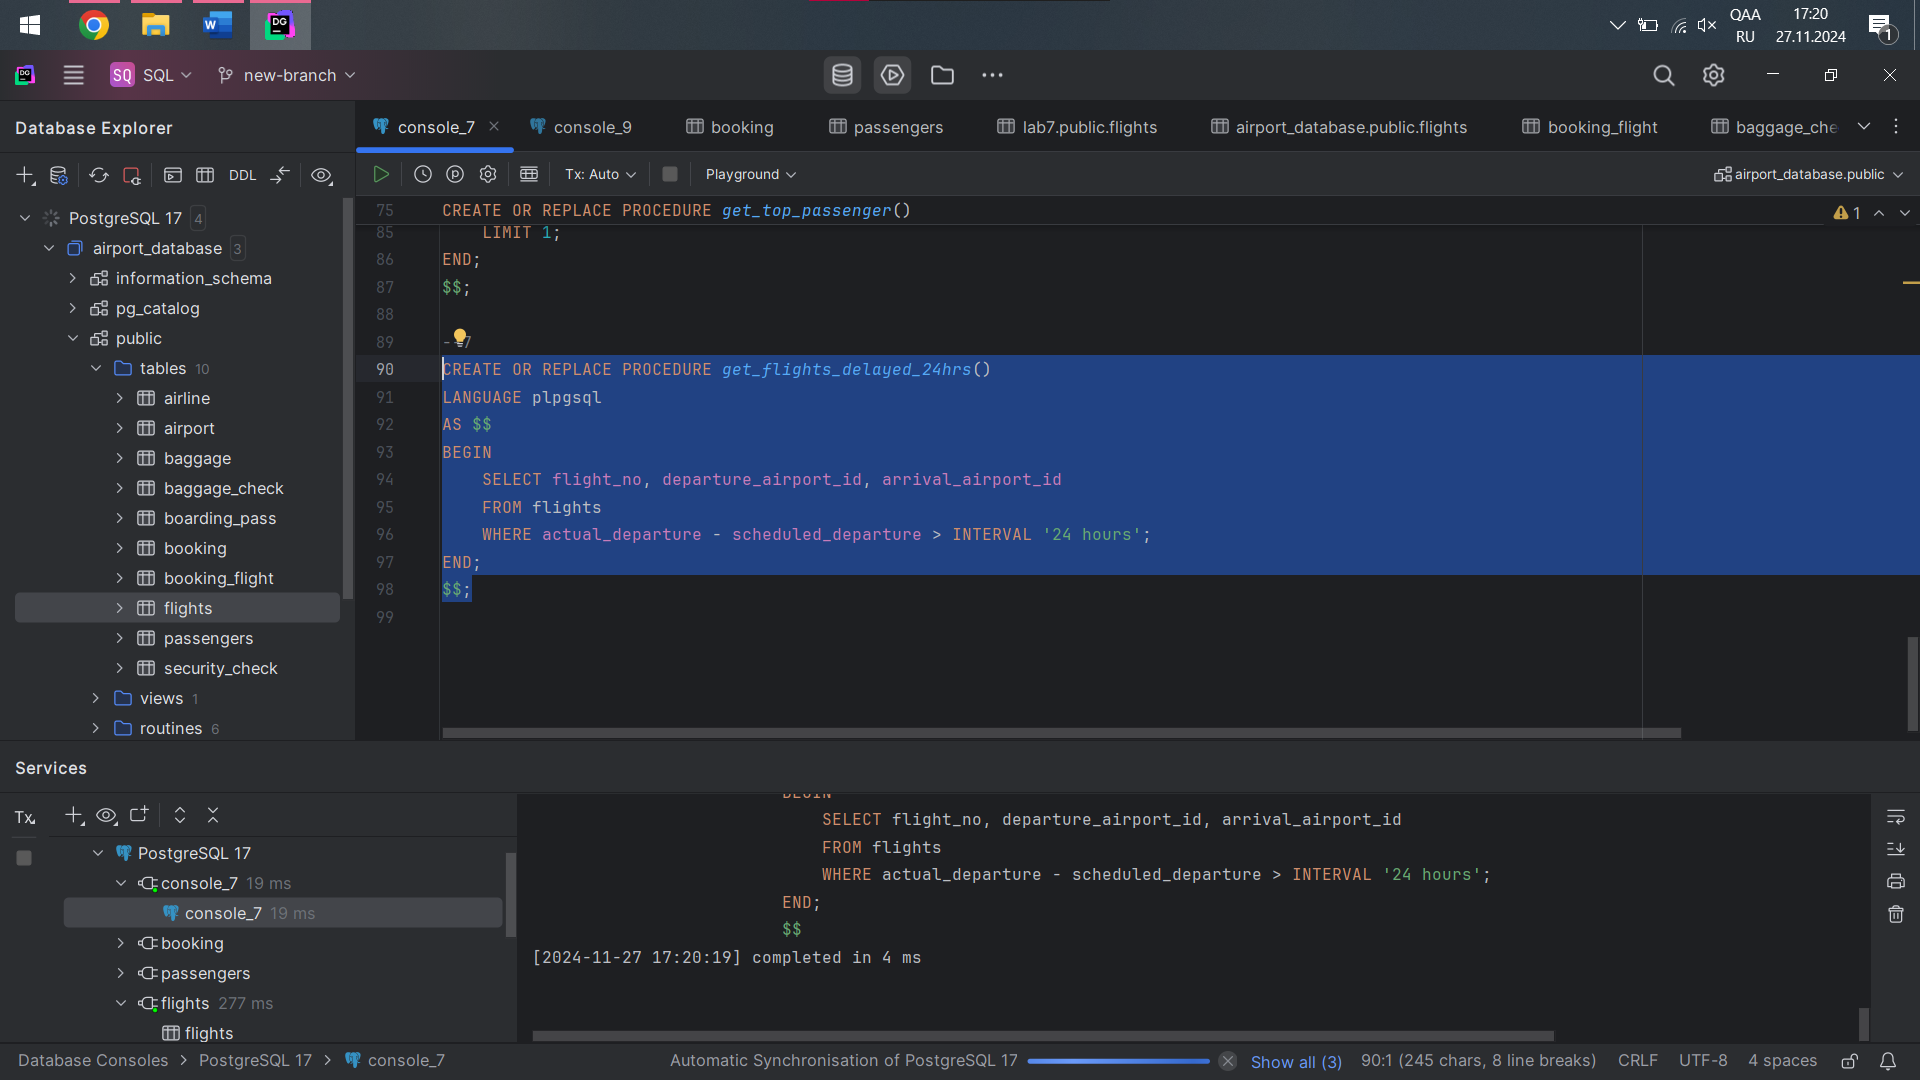 QAA
17:20
RU
27.11.2024
1
SQ SQL
new-branch
Database Explorer
console_7
console_9
booking
passengers
lab7.public.flights
airport_database.public.flights
booking_flight
baggage_che
DDL
Tx: Auto
Playground
airport_database.public
PostgreSQL 17 4
airport_database 3
information_schema
pg_catalog
public
tables 10
airline
airport
baggage
baggage_check
boarding_pass
booking
booking_flight
flights
passengers
security_check
views 1
routines 6
75 CREATE OR REPLACE PROCEDURE get_top_passenger()
1
85 LIMIT 1;
86 END;
87 $$;
88
89
90 CREATE OR REPLACE PROCEDURE get_flights_delayed_24hrs()
91 LANGUAGE plpgsql
92 AS $$
93 BEGIN
94 SELECT flight_no, departure_airport_id, arrival_airport_id
95 FROM flights
96 WHERE actual_departure - scheduled_departure > INTERVAL '24 hours';
97 END;
98 $$;
99
Services
Tx
PostgreSQL 17
console_7 19 ms
console_7 19 ms
booking
passengers
flights 277 ms
flights
BEGIN
SELECT flight_no, departure_airport_id, arrival_airport_id
FROM flights
WHERE actual_departure - scheduled_departure > INTERVAL '24 hours';
END;
$$
[2024-11-27 17:20:19] completed in 4 ms
Database Consoles > PostgreSQL 17 > console_7
Automatic Synchronisation of PostgreSQL 17
Show all (3)
90:1 (245 chars, 8 line breaks)
CRLF
UTF-8
4 spaces